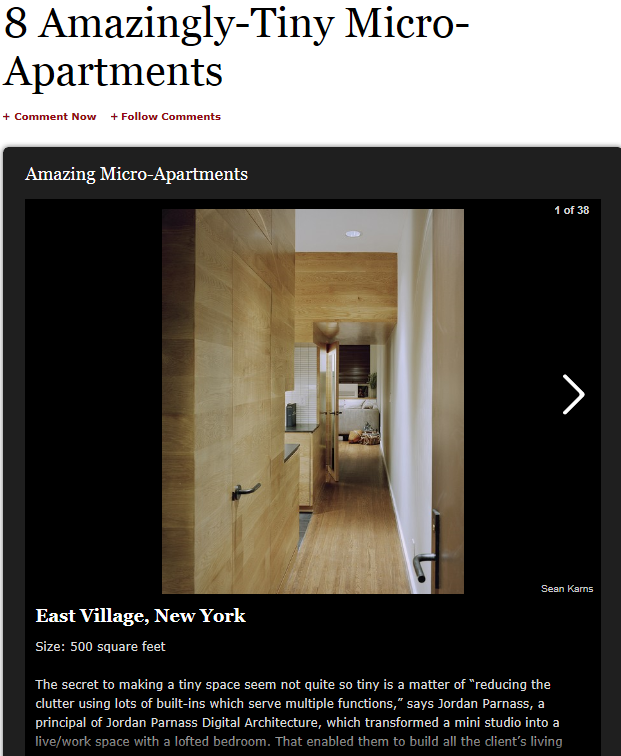 8 Amazingly-Tiny Micro-
Apartments
+ Comment Now + Follow Comments
Amazing Micro-Apartments
1 of 38
Sean Karns
East Village, New York
Size: 500 square feet
The secret to making a tiny space seem not quite so tiny is a matter of “reducing the
clutter using lots of built-ins which serve multiple functions,” says Jordan Parnass, a
principal of Jordan Parnass Digital Architecture, which transformed a mini studio into a
live/work space with a lofted bedroom. That enabled them to build all the client’s living